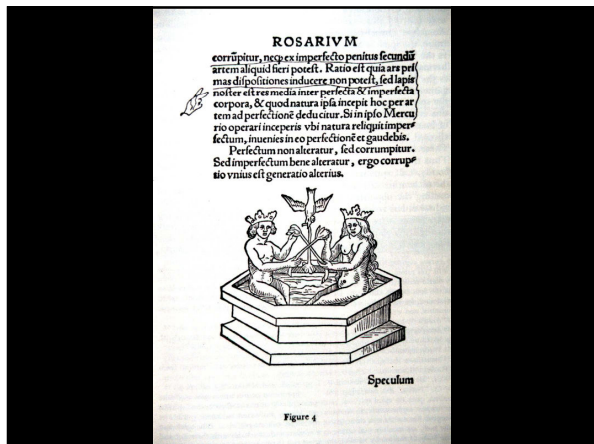 ROSARIVM
corrũpitur, neqꝫ ex imperfecto penitus secundũ
artem aliquid fieri potest. Ratio est quia ars pri
mas dispositiones inducere non potest, sed lapis
noster est res media inter perfecta & imperfecta
corpora, & quod natura ipsa incepit hoc per ar
tem ad perfectionẽ deducitur. Si in ipso Mercu
rio operari inceperis vbi natura reliquit imper-
fectum, inuenies in eo perfectionẽ et gaudebis.
Perfectum non alteratur, sed corrumpitur.
Sed imperfectum bene alteratur, ergo corrup-
tio vnius est generatio alterius.
Speculum
Figure 4